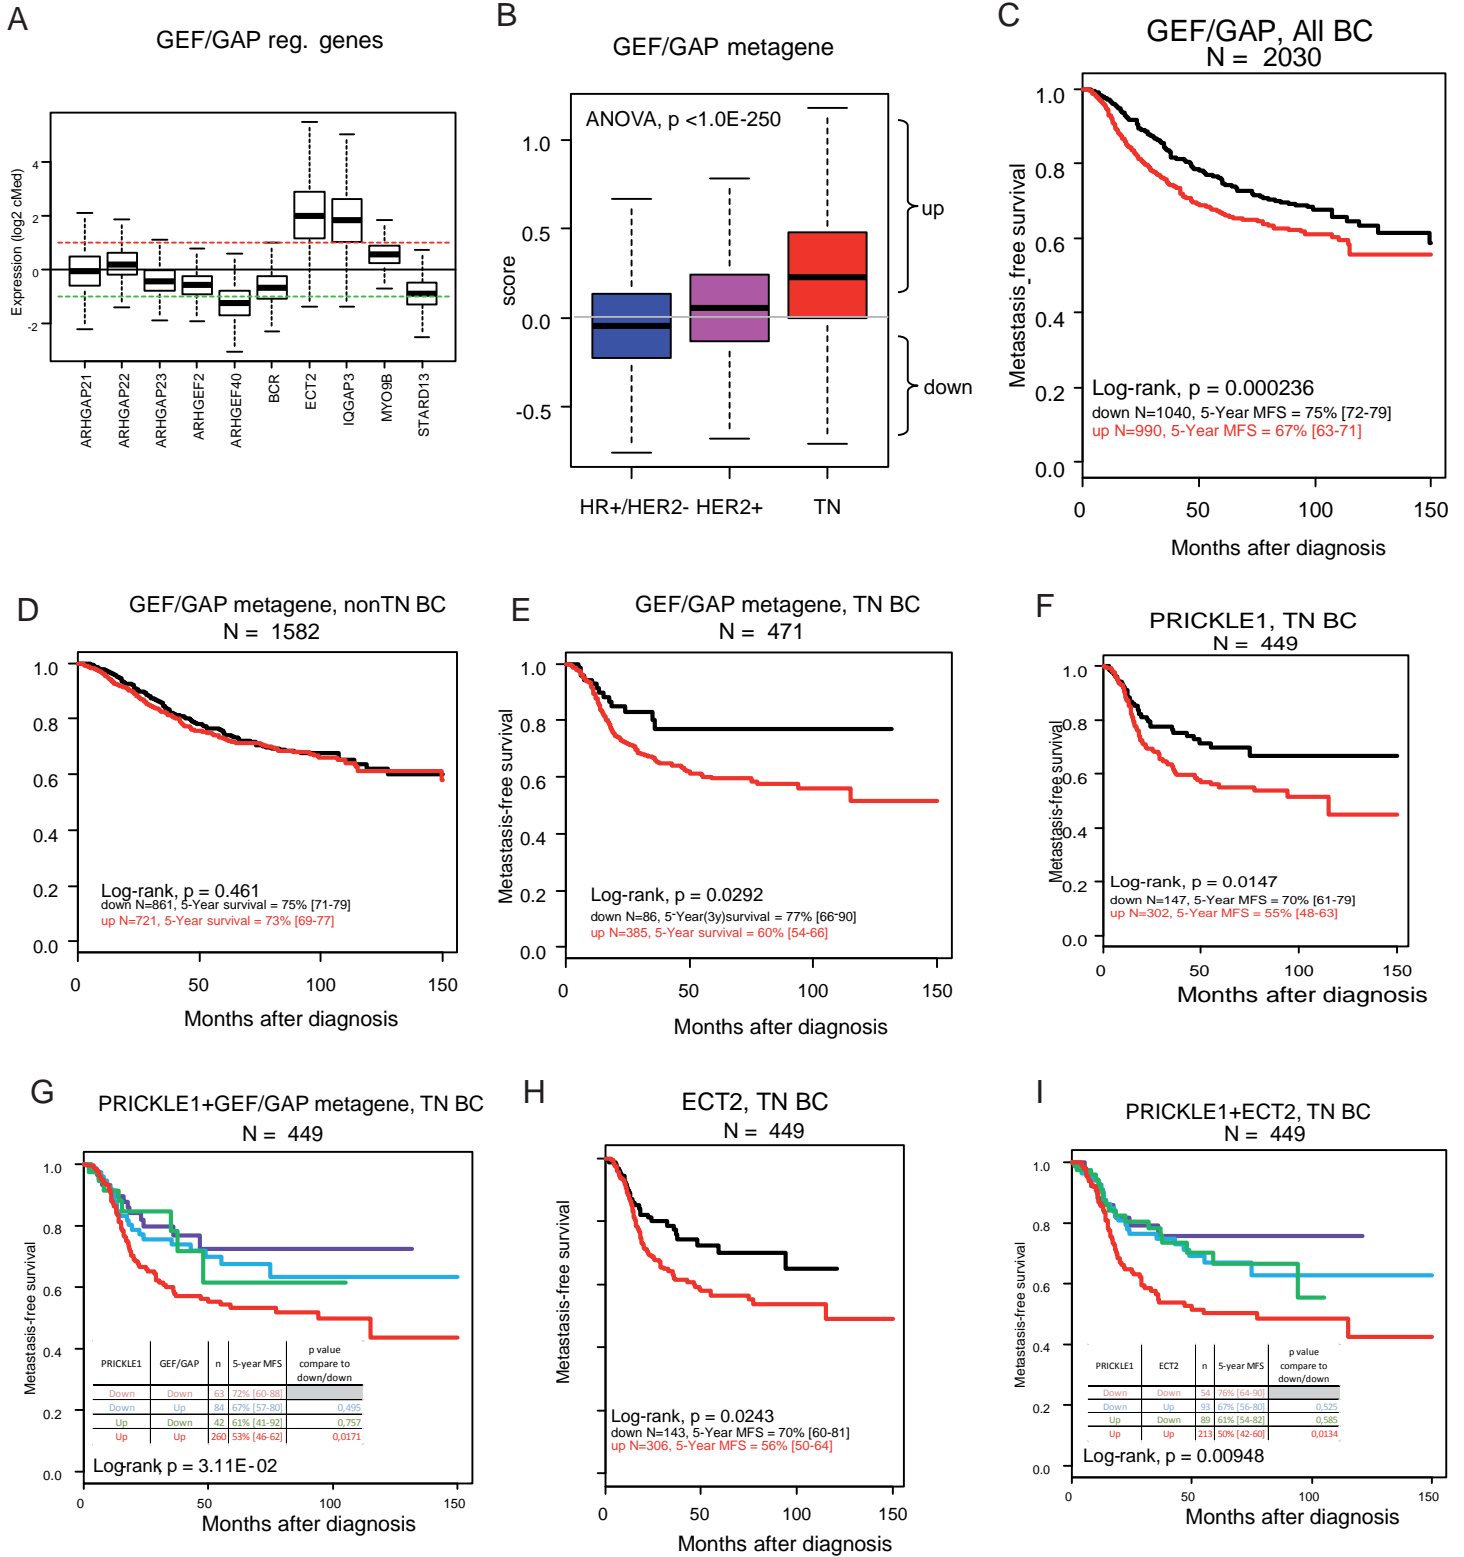 A
GEF/GAP reg. genes
Expression (log2 cMed)
4
2
0
-2
ARHGAP21
ARHGAP22
ARHGAP23
ARHGEF2
ARHGEF40
BCR
ECT2
IQGAP3
MYO9B
STARD13
B
GEF/GAP metagene
ANOVA, p <1.0E-250
score
1.0
0.5
0.0
-0.5
up
down
HR+/HER2- HER2+ TN
C
GEF/GAP, All BC
N = 2030
Metastasis_free survival
1.0
0.8
0.6
0.4
0.2
0.0
Log-rank, p = 0.000236
down N=1040, 5-Year MFS = 75% [72-79]
up N=990, 5-Year MFS = 67% [63-71]
0 50 100 150
Months after diagnosis
D
GEF/GAP metagene, nonTN BC
N = 1582
1.0
0.8
0.6
0.4
0.2
0.0
Log-rank, p = 0.461
down N=861, 5-Year survival = 75% [71-79]
up N=721, 5-Year survival = 73% [69-77]
0 50 100 150
Months after diagnosis
E
GEF/GAP metagene, TN BC
N = 471
Metastasis-free survival
1.0
0.8
0.6
0.4
0.2
0.0
Log-rank, p = 0.0292
down N=86, 5-Year(3y)survival = 77% [66-90]
up N=385, 5-Year survival = 60% [54-66]
0 50 100 150
Months after diagnosis
F
PRICKLE1, TN BC
N = 449
Metastasis-free survival
1.0
0.8
0.6
0.4
0.2
0.0
Log-rank, p = 0.0147
down N=147, 5-Year MFS = 70% [61-79]
up N=302, 5-Year MFS = 55% [48-63]
0 50 100 150
Months after diagnosis
G
PRICKLE1+GEF/GAP metagene, TN BC
N = 449
Metastasis-free survival
1.0
0.8
0.6
0.4
0.2
0.0
p value
PRICKLE1 GEF/GAP n 5-year MFS compare to
down/down
Down Down 63 72% [60-88]
Down Up 84 67% [57-80] 0,495
Up Down 42 61% [41-92] 0,757
Up Up 260 53% [46-62] 0,0171
Log-rank, p = 3.11E-02
0 50 100 150
Months after diagnosis
H
ECT2, TN BC
N = 449
Metastasis-free survival
Log-rank, p = 0.0243
down N=143, 5-Year MFS = 70% [60-81]
up N=306, 5-Year MFS = 56% [50-64]
0 50 100 150
Months after diagnosis
I
PRICKLE1+ECT2, TN BC
N = 449
Metastasis-free survival
1.0
0.8
0.6
0.4
0.2
0.0
p value
PRICKLE1 ECT2 n 5-year MFS compare to
down/down
Down Down 54 76% [64-90]
Down Up 93 67% [56-80] 0,525
Up Down 89 61% [54-82] 0,585
Up Up 213 50% [42-60] 0,0134
Log-rank, p = 0.00948
0 50 100 150
Months after diagnosis